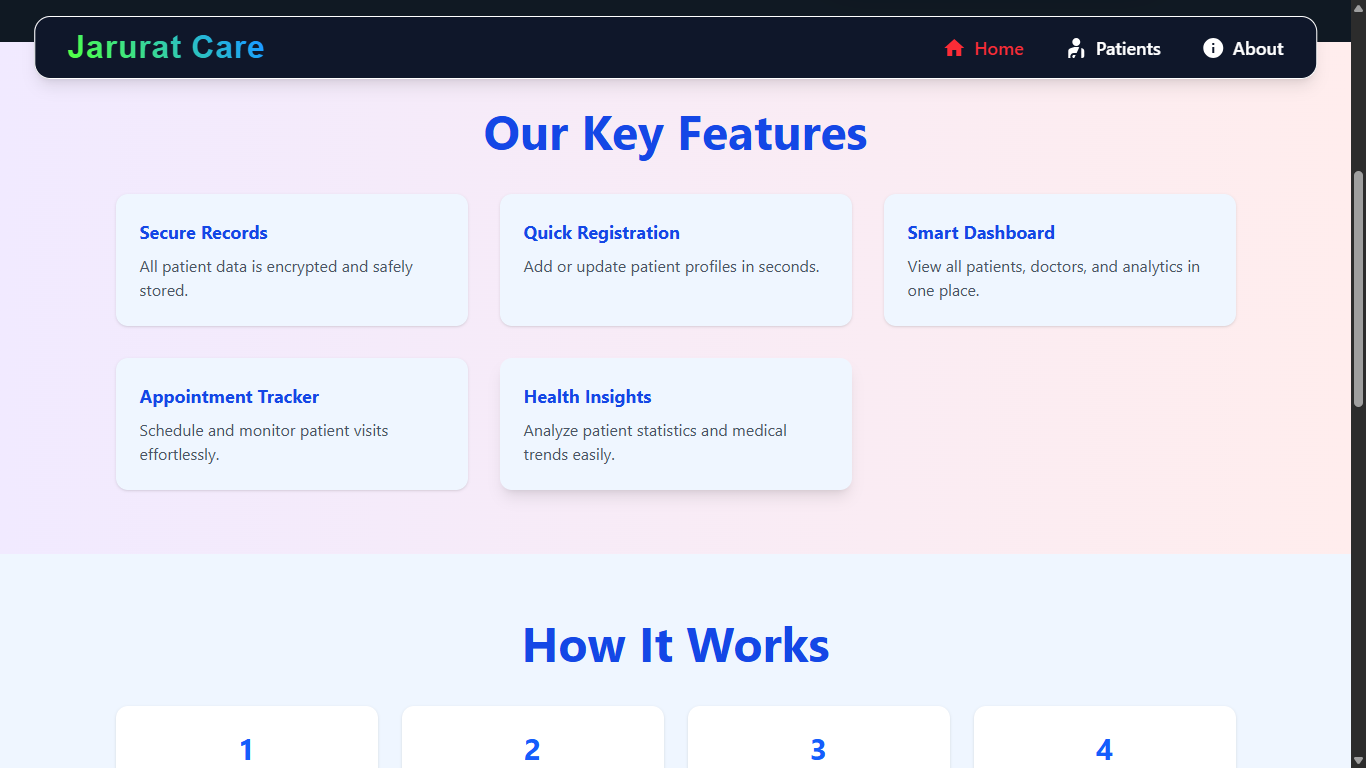 Jarurat Care
Home
Patients
About
Our Key Features
Secure Records
All patient data is encrypted and safely
stored.
Quick Registration
Add or update patient profiles in seconds.
Smart Dashboard
View all patients, doctors, and analytics in
one place.
Appointment Tracker
Schedule and monitor patient visits
effortlessly.
Health Insights
Analyze patient statistics and medical
trends easily.
How It Works
1
2
3
4